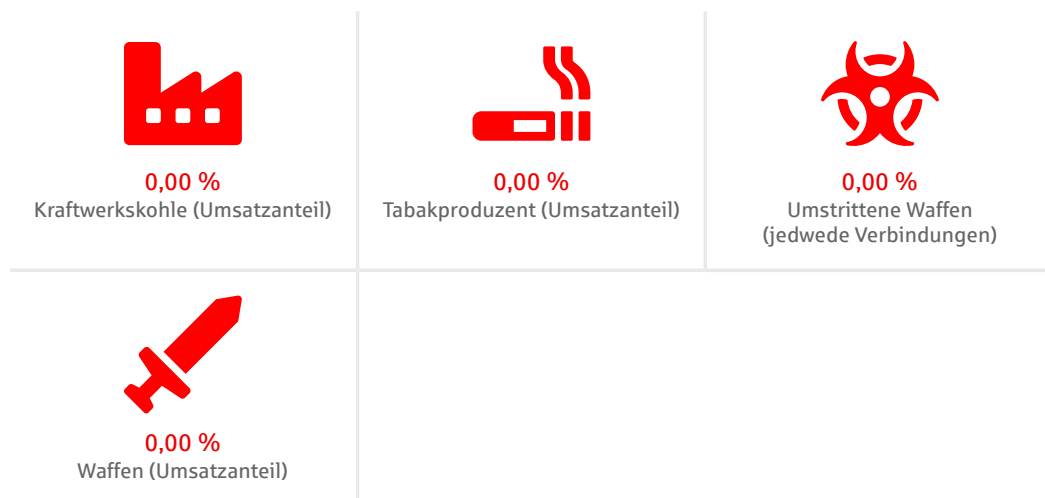 0,00 %
Kraftwerkskohle (Umsatzanteil)
0,00 %
Tabakproduzent (Umsatzanteil)
0,00 %
Umstrittene Waffen
(jedwede Verbindungen)
0,00 %
Waffen (Umsatzanteil)